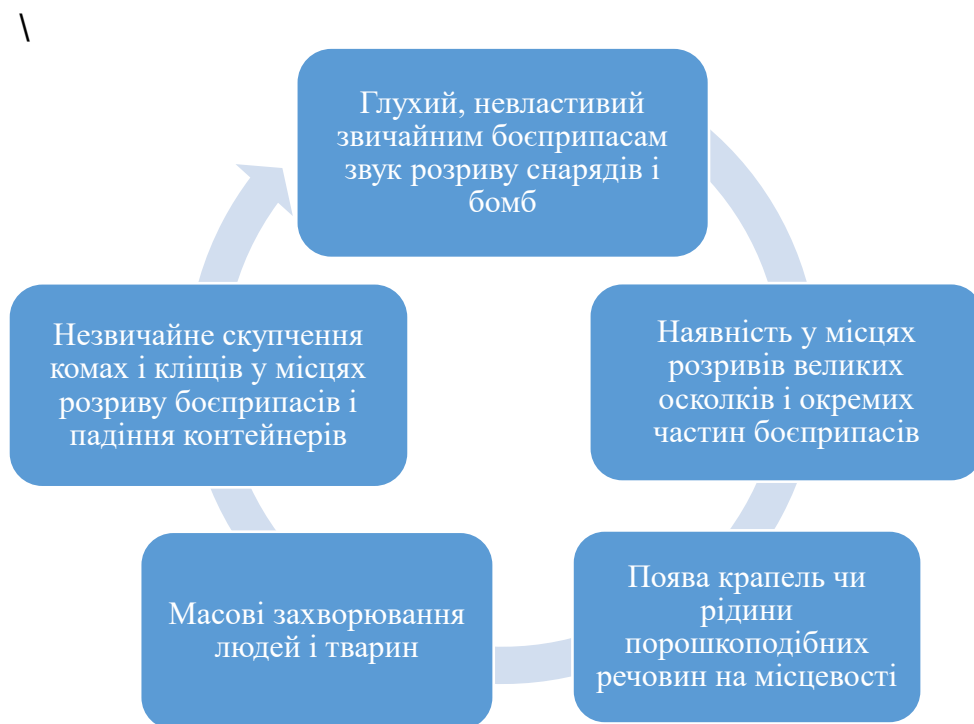 \
Глухий, невластивий
звичайним боєприпасам
звук розриву снарядів і
бомб
Наявність у місцях
розривів великих
осколків і окремих
частин боєприпасів
Поява крапель чи
рідини
порошкоподібних
речовин на місцевості
Масові захворювання
людей і тварин
Незвичайне скупчення
комах і кліщів у місцях
розриву боєприпасів і
падіння контейнерів